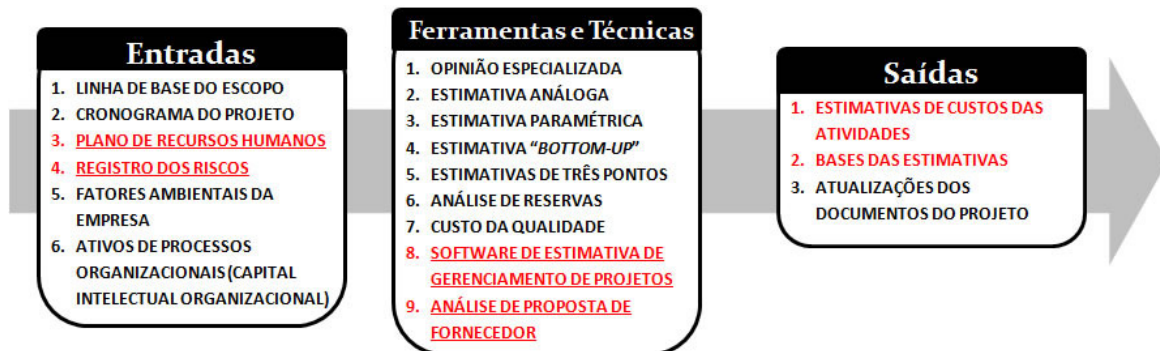 Entradas
1. LINHA DE BASE DO ESCOPO
2. CRONOGRAMA DO PROJETO
3. PLANO DE RECURSOS HUMANOS
4. REGISTRO DOS RISCOS
5. FATORES AMBIENTAIS DA
EMPRESA
6. ATIVOS DE PROCESSOS
ORGANIZACIONAIS (CAPITAL
INTELECTUAL ORGANIZACIONAL)
Ferramentas e Técnicas
1. OPINIÃO ESPECIALIZADA
2. ESTIMATIVA ANÁLOGA
3. ESTIMATIVA PARAMÉTRICA
4. ESTIMATIVA “BOTTOM-UP”
5. ESTIMATIVAS DE TRÊS PONTOS
6. ANÁLISE DE RESERVAS
7. CUSTO DA QUALIDADE
8. SOFTWARE DE ESTIMATIVA DE
GERENCIAMENTO DE PROJETOS
9. ANÁLISE DE PROPOSTA DE
FORNECEDOR
Saídas
1. ESTIMATIVAS DE CUSTOS DAS
ATIVIDADES
2. BASES DAS ESTIMATIVAS
3. ATUALIZAÇÕES DOS
DOCUMENTOS DO PROJETO